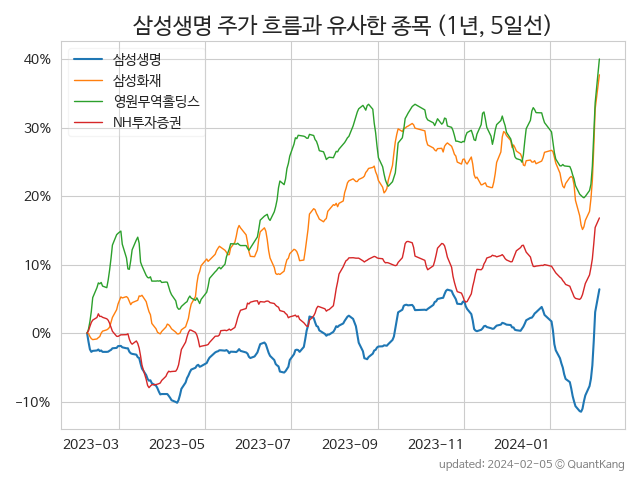 삼성생명 주가 흐름과 유사한 종목 (1년, 5일선)
40%
30%
20%
10%
0%
−10%
삼성생명
삼성화재
영원무역홀딩스
NH투자증권
2023-03 2023-05 2023-07 2023-09 2023-11 2024-01
updated: 2024-02-05 © QuantKang